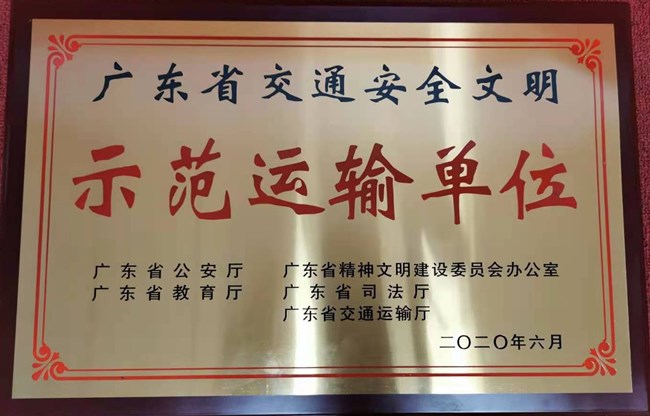 广东省交通安全文明
示范运输单位
广东省公安厅 广东省精神文明建设委员会办公室
广东省教育厅 广东省司法厅
广东省交通运输厅
二〇二〇年六月